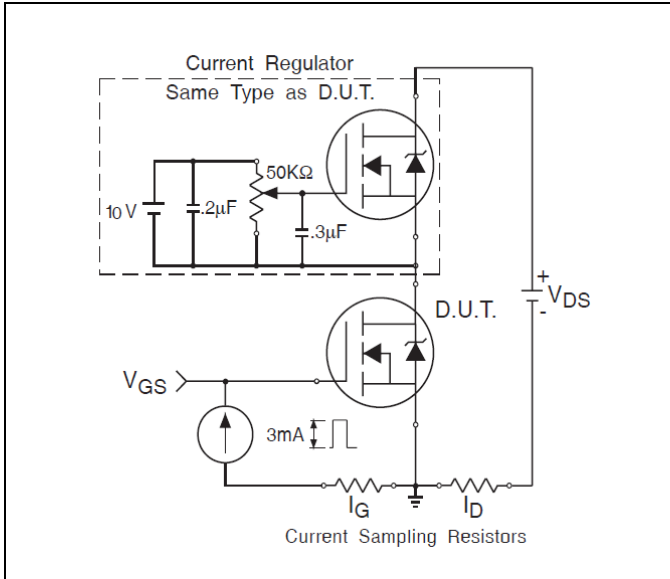 Current Regulator
Same Type as D.U.T.
50KΩ
10 V
.2µF
.3µF
+
VDS
-
D.U.T.
VGS
3mA
IG
ID
Current Sampling Resistors